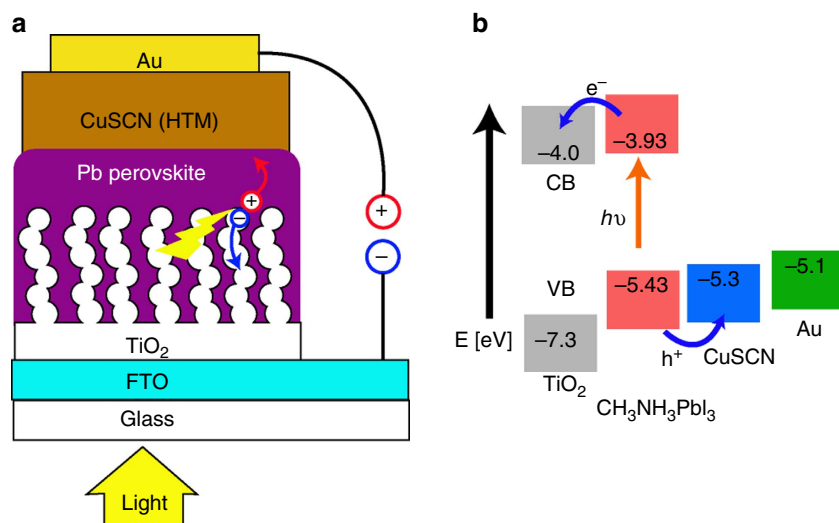 a
Au
CuSCN (HTM)
Pb perovskite
+
−
+
−
TiO₂
FTO
Glass
Light
b
e⁻
−4.0
−3.93
CB
hυ
VB
−5.43
−5.3
−5.1
E [eV]
−7.3
h⁺
CuSCN
Au
TiO₂
CH₃NH₃PbI₃